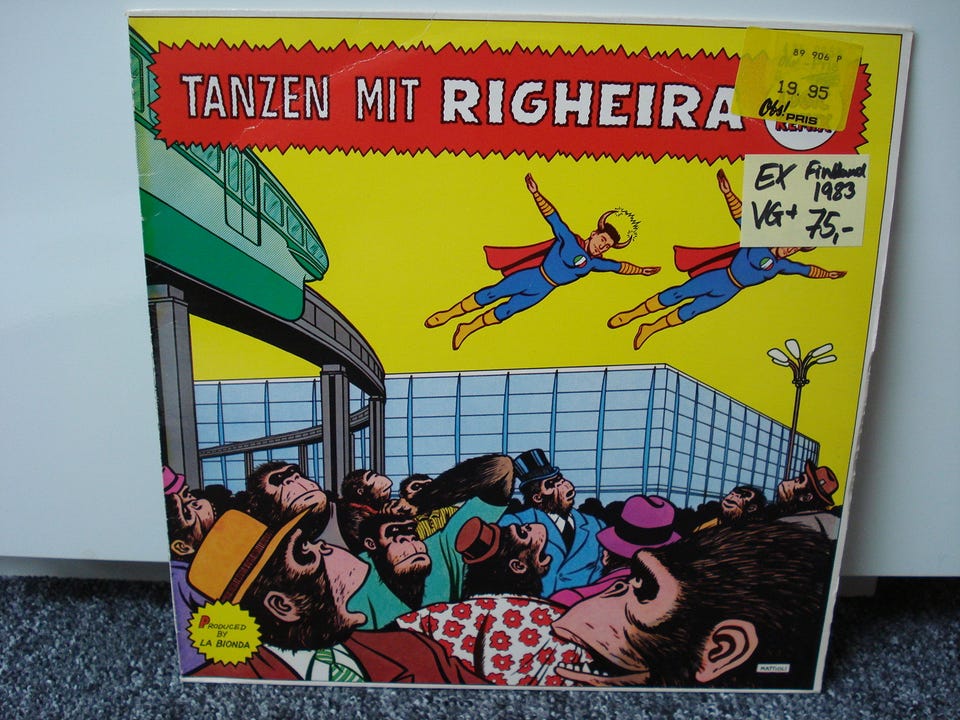 TANZEN MIT RIGHEIRA
89 906 P
19.95
Obs! PRIS
EX Finland
1983
VG+ 75,-
PRODUCED
BY
LA BIONDA
MATTIOLI